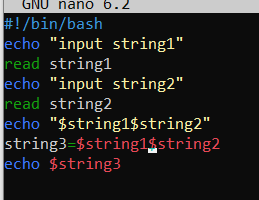 GNU nano 6.2
#!/bin/bash
echo "input string1"
read string1
echo "input string2"
read string2
echo "$string1$string2"
string3=$string1$string2
echo $string3